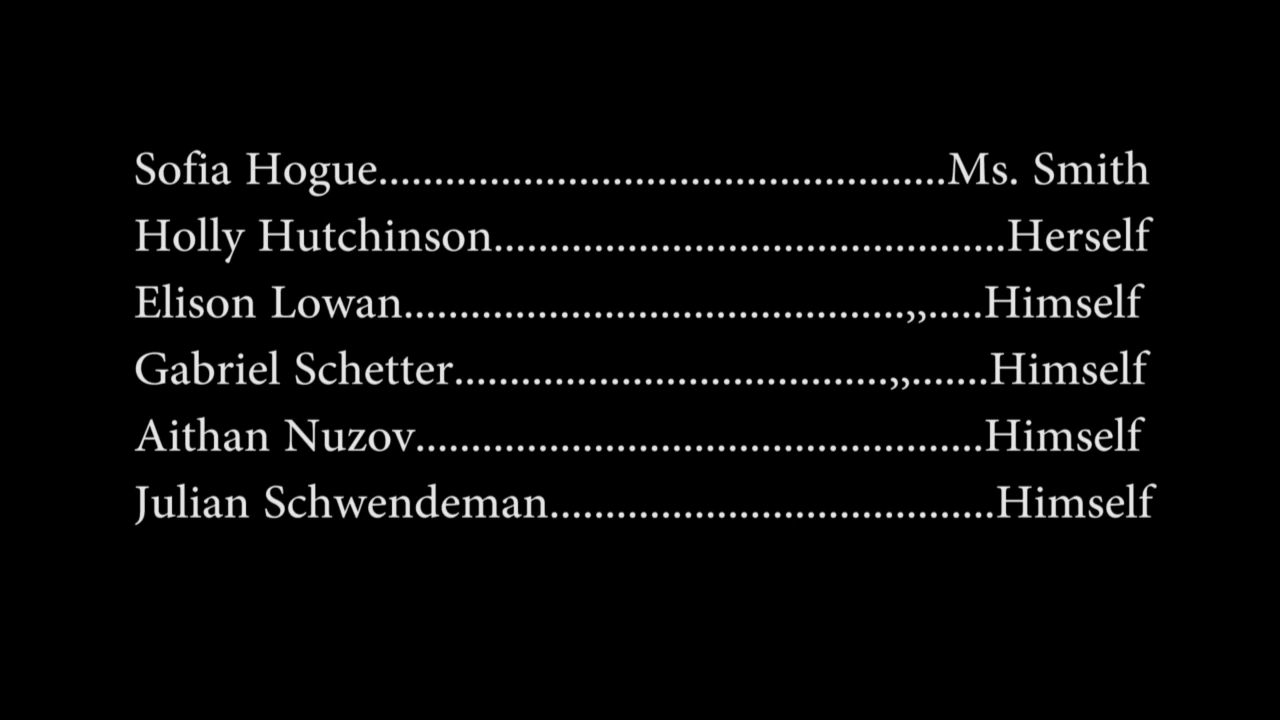 Sofia Hogue..................................................Ms. Smith
Holly Hutchinson.............................................Herself
Elison Lowan............................................,,.....Himself
Gabriel Schetter......................................,,.......Himself
Aithan Nuzov..................................................Himself
Julian Schwendeman.......................................Himself